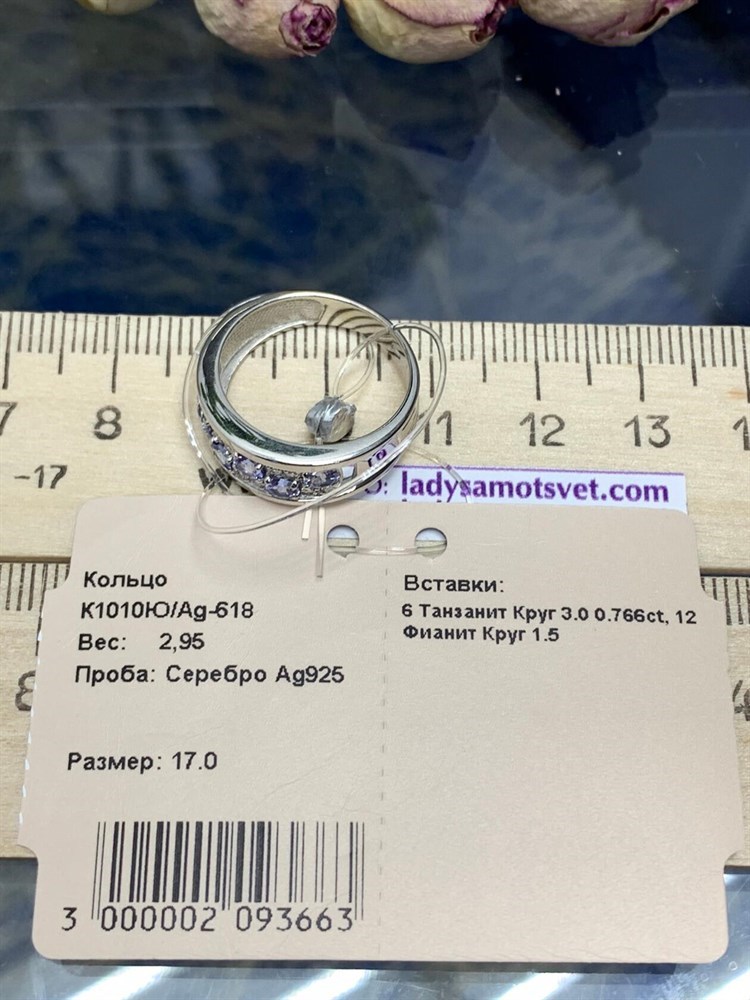 7 8 11 12 13
-17
ladysamotsvet.com
Кольцо
К1010Ю/Ag-618
Вес: 2,95
Проба: Серебро Ag925
Размер: 17.0
3 000002 093663
Вставки:
6 Танзанит Круг 3.0 0.766ct, 12
Фианит Круг 1.5